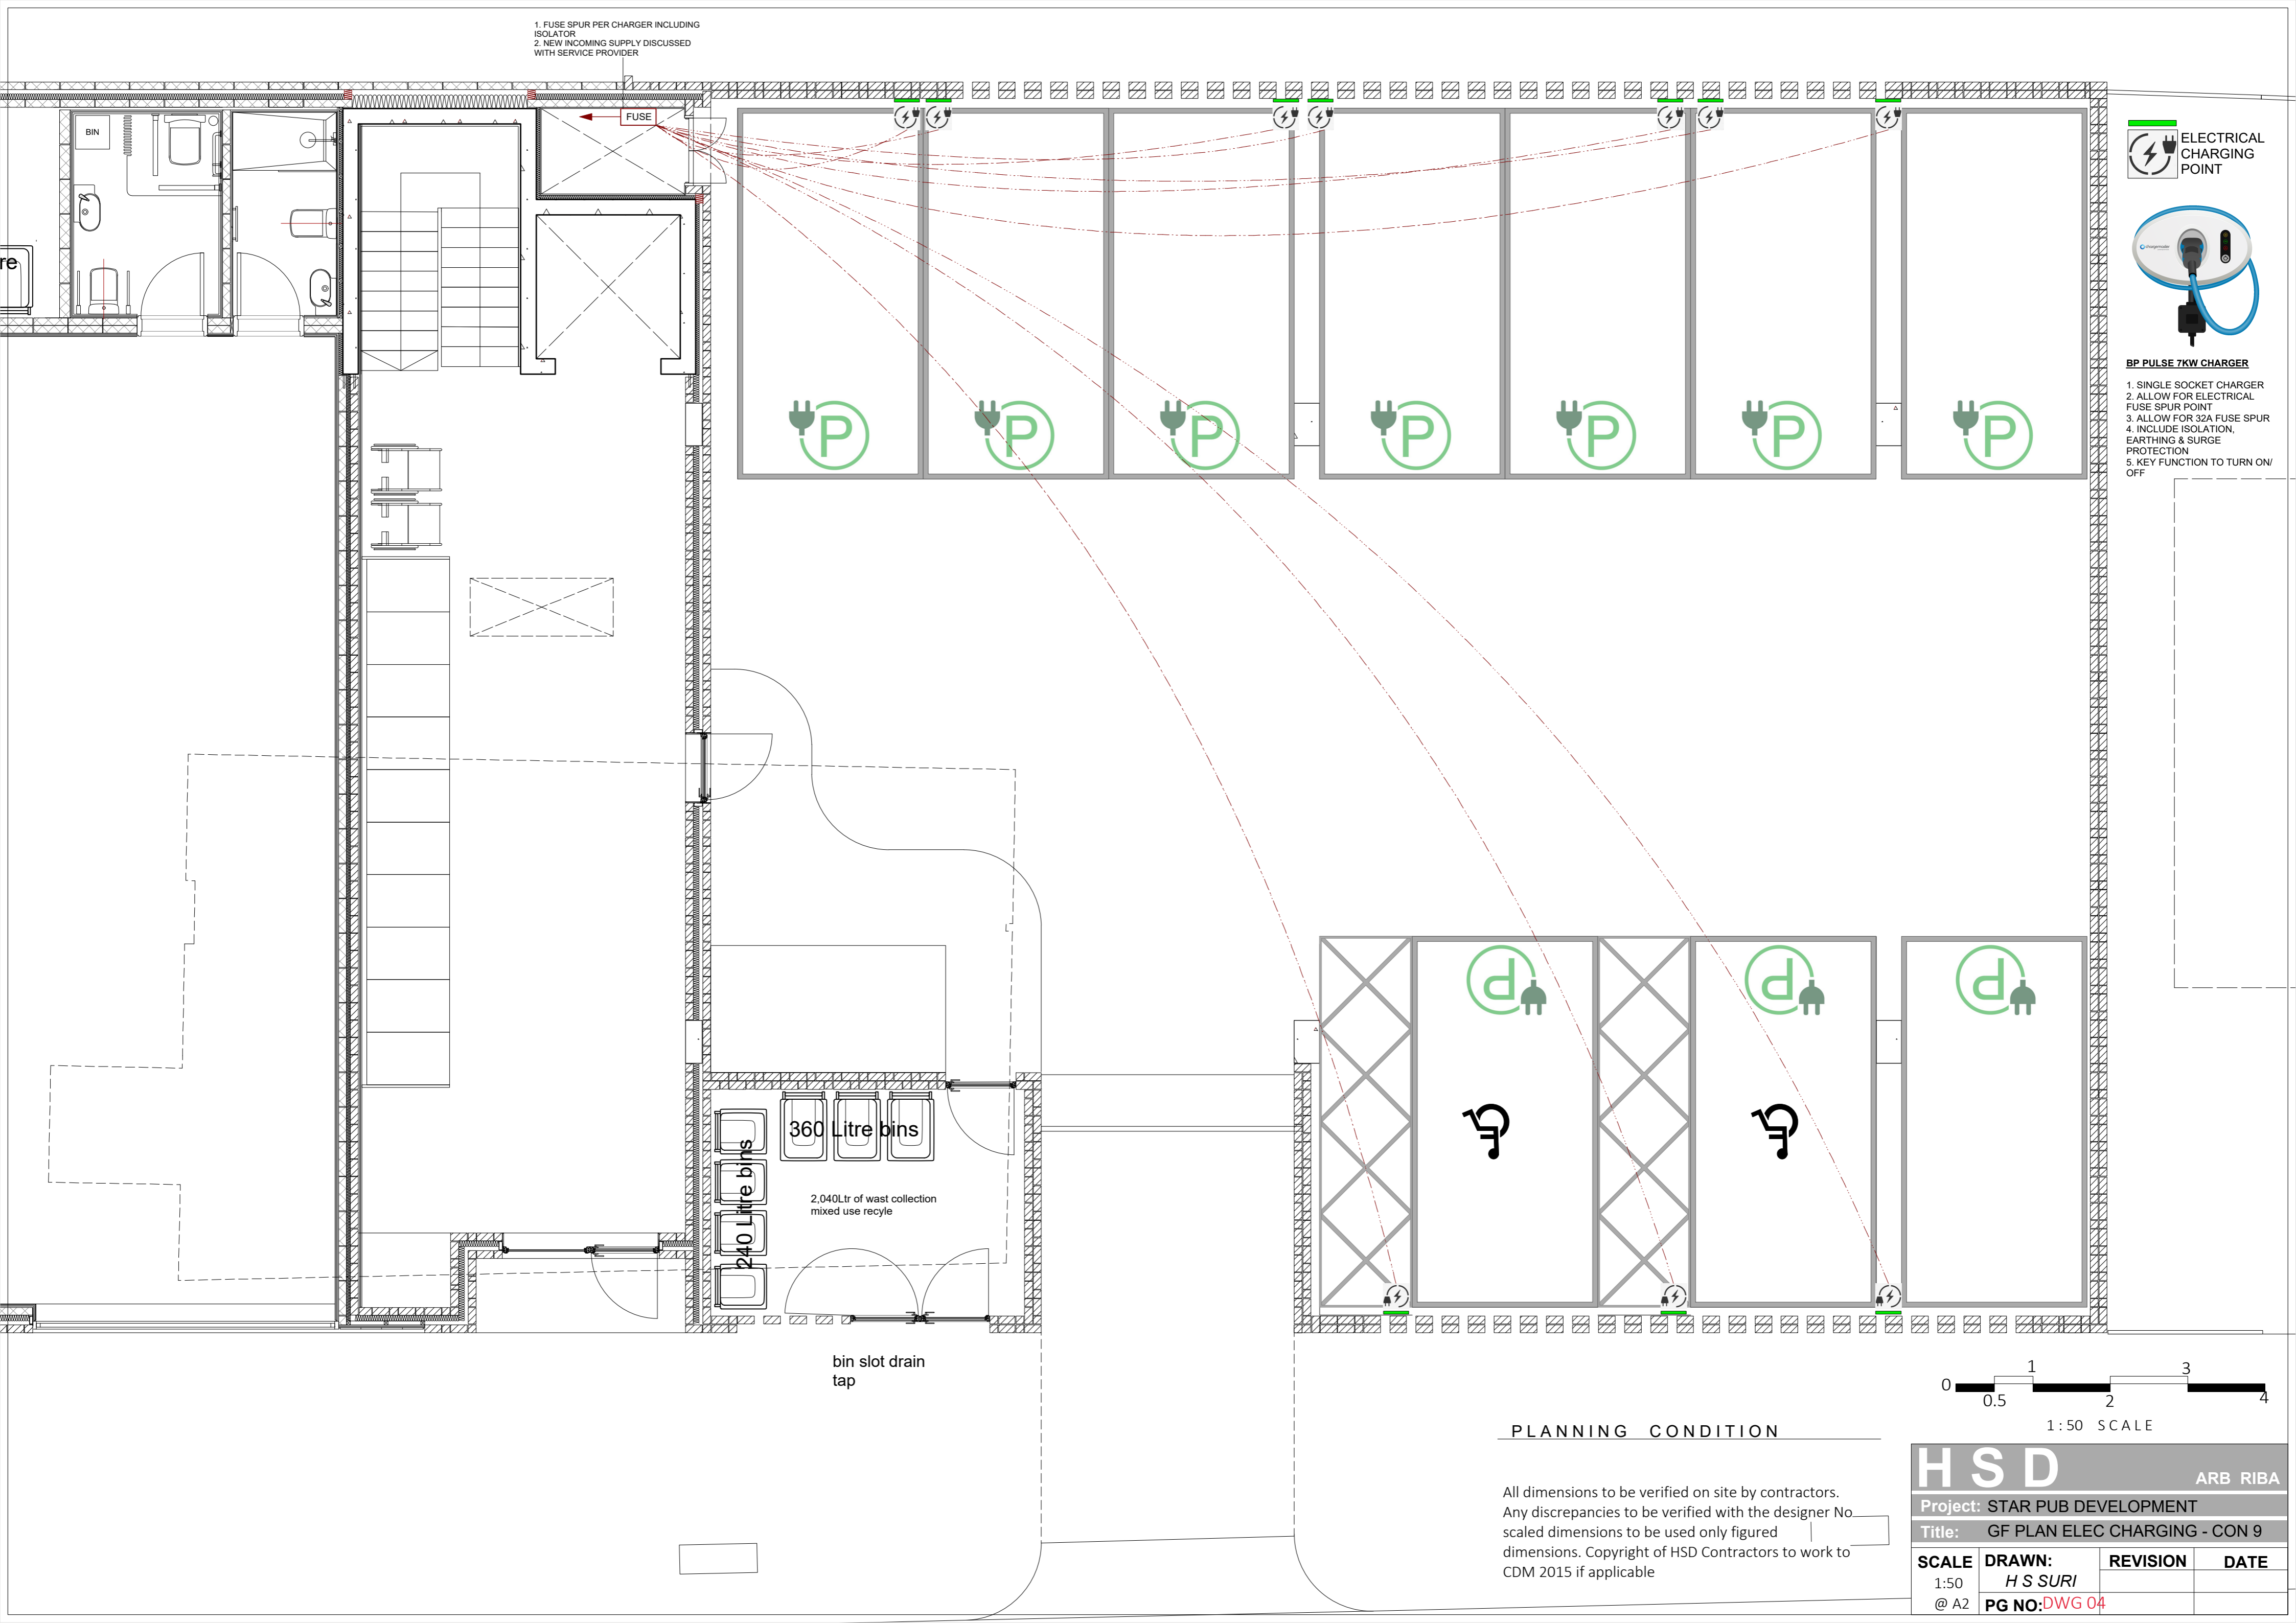 1. FUSE SPUR PER CHARGER INCLUDING
ISOLATOR
2. NEW INCOMING SUPPLY DISCUSSED
WITH SERVICE PROVIDER
FUSE
BIN
re
ELECTRICAL
CHARGING
POINT
chargemaster
BP PULSE 7KW CHARGER
1. SINGLE SOCKET CHARGER
2. ALLOW FOR ELECTRICAL
FUSE SPUR POINT
3. ALLOW FOR 32A FUSE SPUR
4. INCLUDE ISOLATION,
EARTHING & SURGE
PROTECTION
5. KEY FUNCTION TO TURN ON/
OFF
P
P
P
P
P
P
P
P
P
P
360 Litre bins
240 Litre bins
2,040Ltr of wast collection
mixed use recyle
bin slot drain
tap
0 0.5 1 2 3 4
1:50 SCALE
PLANNING CONDITION
All dimensions to be verified on site by contractors.
Any discrepancies to be verified with the designer No
scaled dimensions to be used only figured
dimensions. Copyright of HSD Contractors to work to
CDM 2015 if applicable
HSD
ARB RIBA
Project: STAR PUB DEVELOPMENT
Title: GF PLAN ELEC CHARGING - CON 9
SCALE DRAWN: REVISION DATE
1:50 H S SURI
@ A2 PG NO: DWG 04